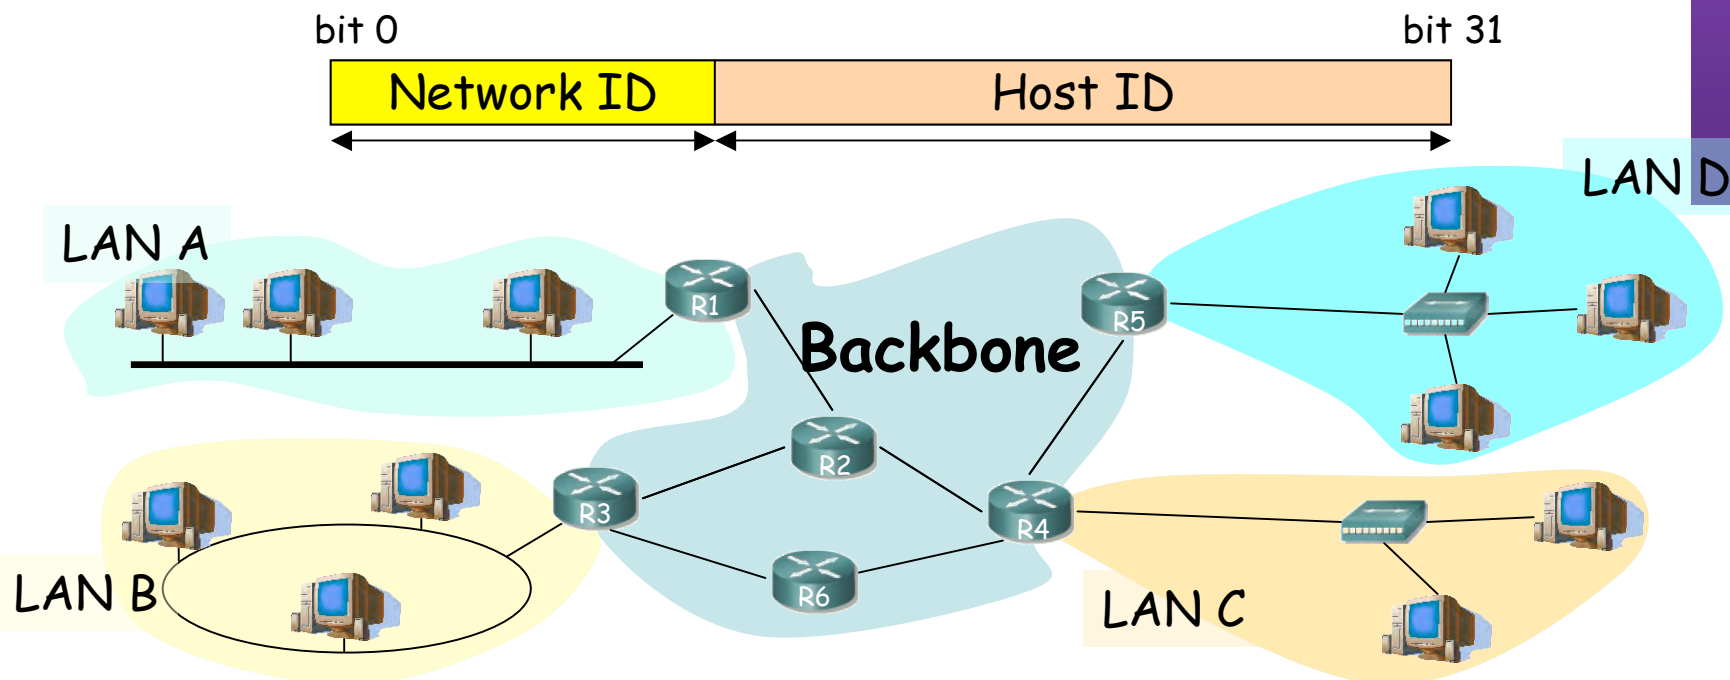 bit 0
bit 31
Network ID
Host ID
LAN D
LAN A
R1
R5
Backbone
R2
R3
R4
R6
LAN B
LAN C